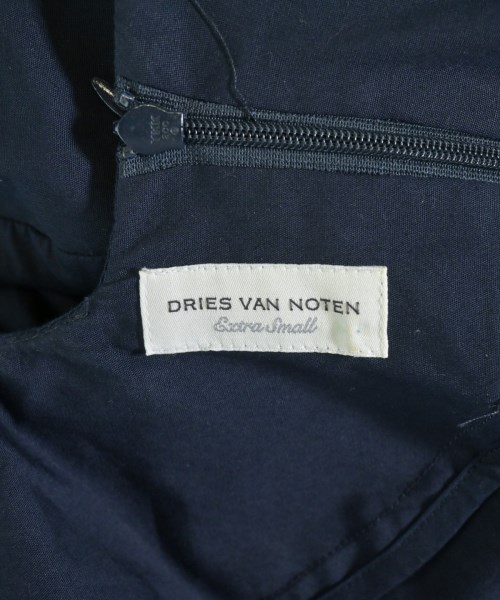 DRIES VAN NOTEN
Extra Small